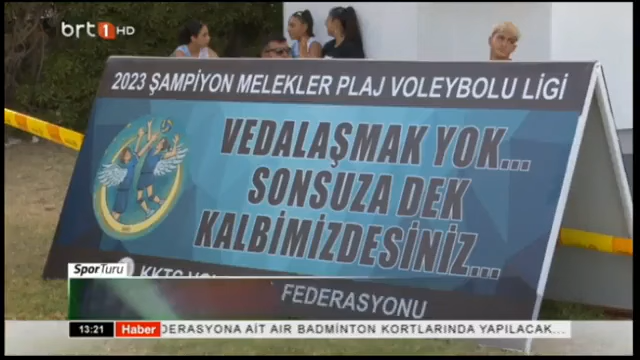 brt1 HD
2023 ŞAMPİYON MELEKLER PLAJ VOLEYBOLU LİGİ
VEDALAŞMAK YOK...
SONSUZA DEK
KALBİMİZDESİNİZ...
KKTC
FEDERASYONU
SporTuru
13:21 Haber DERASYONA AİT AIR BADMINTON KORTLARINDA YAPILACAK...